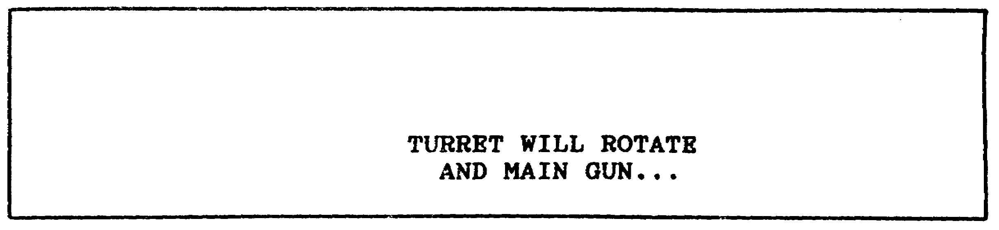 TURRET WILL ROTATE
AND MAIN GUN...